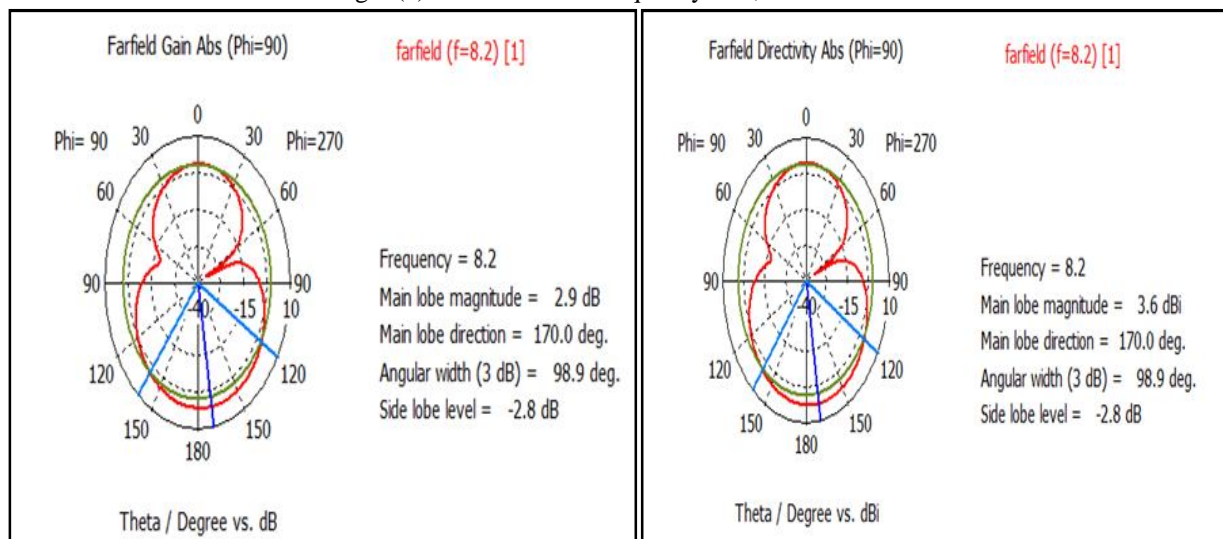 Farfield Gain Abs (Phi=90)
farfield (f=8.2) [1]
0
30 30
Phi= 90 Phi=270
60 60
90 90
-40 -15 10
120 120
150 150
180
Frequency = 8.2
Main lobe magnitude = 2.9 dB
Main lobe direction = 170.0 deg.
Angular width (3 dB) = 98.9 deg.
Side lobe level = -2.8 dB
Theta / Degree vs. dB
Farfield Directivity Abs (Phi=90)
farfield (f=8.2) [1]
0
30 30
Phi= 90 Phi=270
60 60
90 90
-40 -15 10
120 120
150 150
180
Frequency = 8.2
Main lobe magnitude = 3.6 dBi
Main lobe direction = 170.0 deg.
Angular width (3 dB) = 98.9 deg.
Side lobe level = -2.8 dB
Theta / Degree vs. dBi